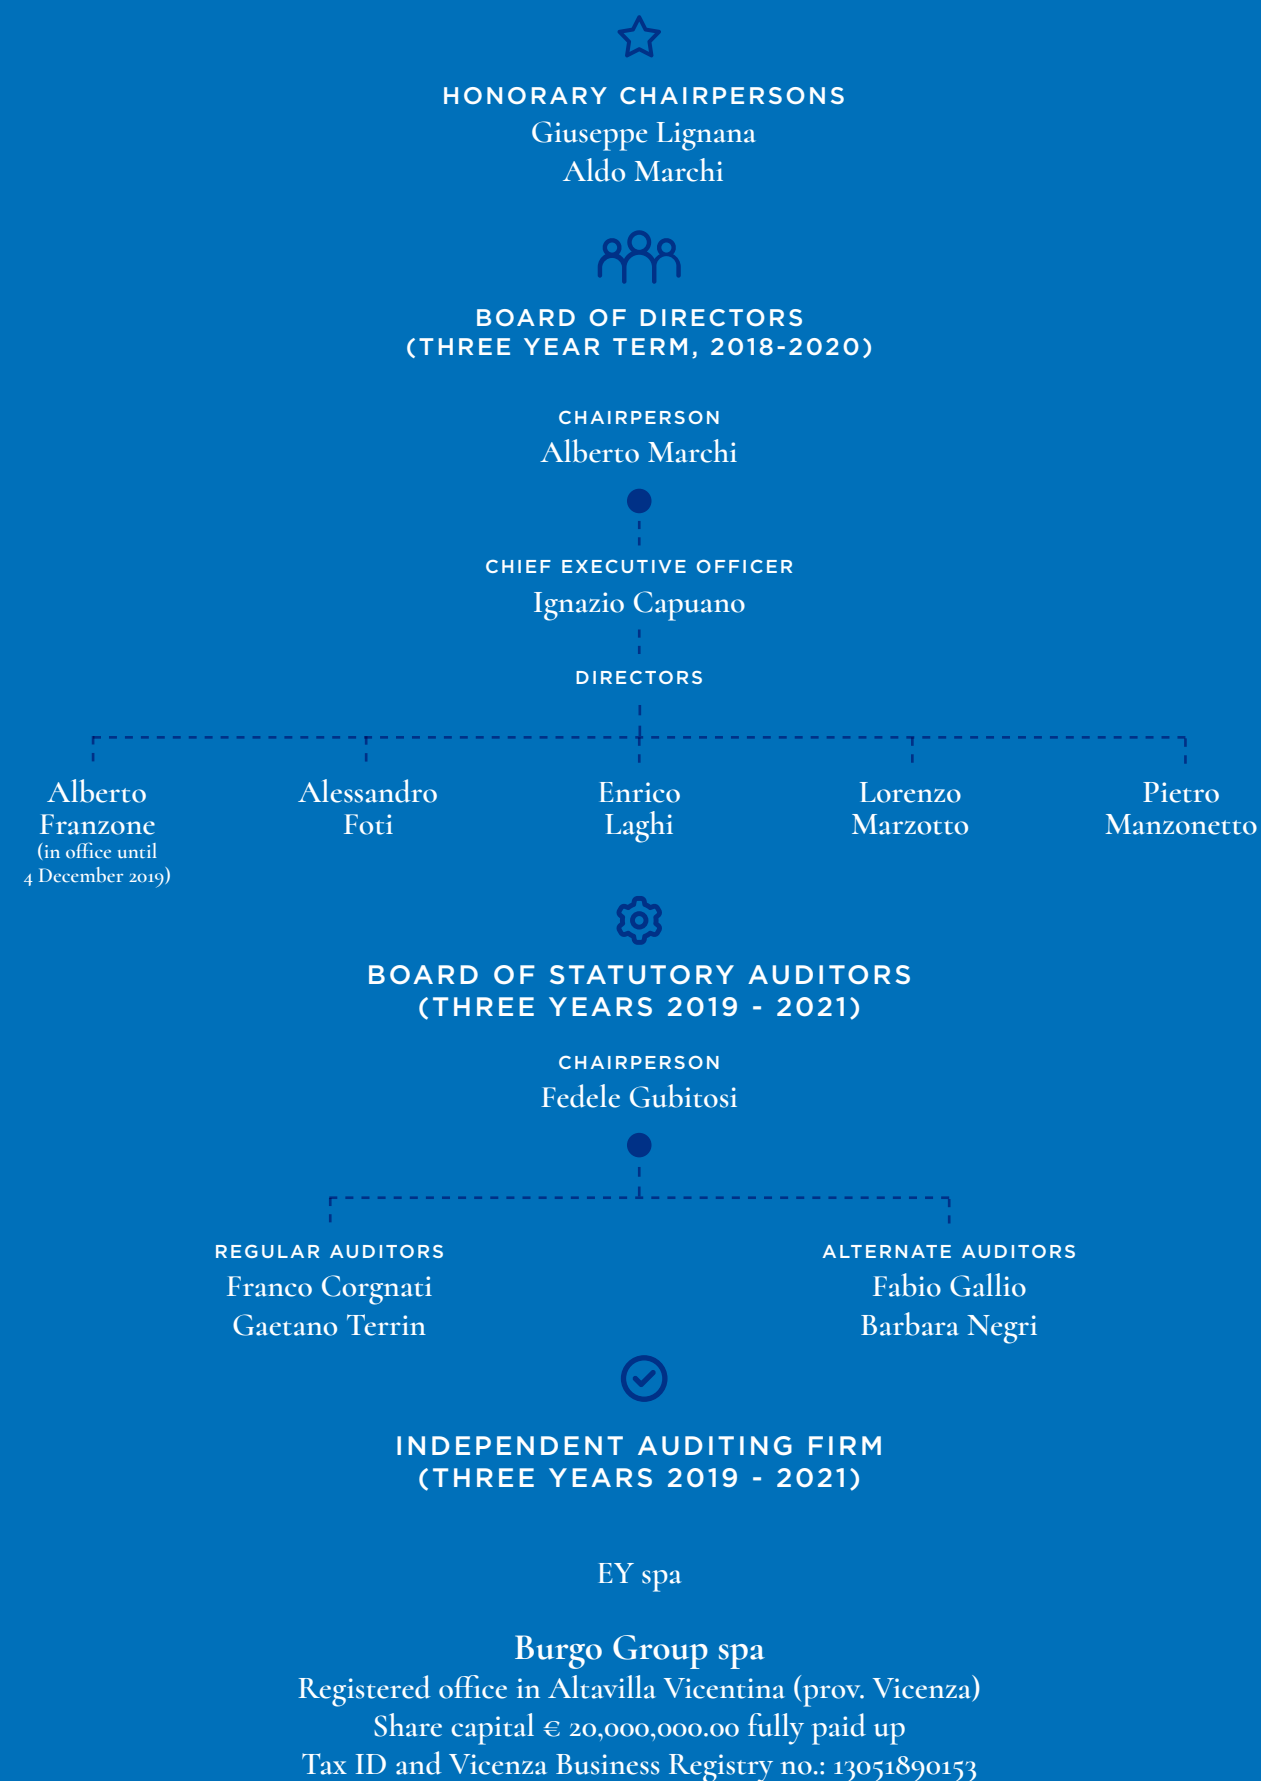 HONORARY CHAIRPERSONS
Giuseppe Lignana
Aldo Marchi
BOARD OF DIRECTORS
(THREE YEAR TERM, 2018-2020)
CHAIRPERSON
Alberto Marchi
CHIEF EXECUTIVE OFFICER
Ignazio Capuano
DIRECTORS
Alberto
Franzone
(in office until
4 December 2019)
Alessandro
Foti
Enrico
Laghi
Lorenzo
Marzotto
Pietro
Manzonetto
BOARD OF STATUTORY AUDITORS
(THREE YEARS 2019 - 2021)
CHAIRPERSON
Fedele Gubitosi
REGULAR AUDITORS
Franco Corgnati
Gaetano Terrin
ALTERNATE AUDITORS
Fabio Gallio
Barbara Negri
INDEPENDENT AUDITING FIRM
(THREE YEARS 2019 - 2021)
EY spa
Burgo Group spa
Registered office in Altavilla Vicentina (prov. Vicenza)
Share capital € 20,000,000.00 fully paid up
Tax ID and Vicenza Business Registry no.: 13051890153